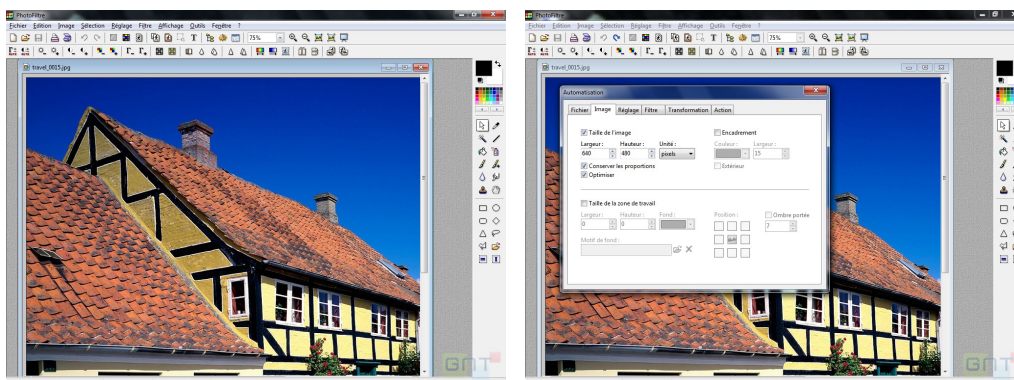 PhotoFiltre
Fichier Edition Image Sélection Réglage Filtre Affichage Outils Fenêtre ?
T 75%
travel_0015.jpg
GNT
PhotoFiltre
Fichier Edition Image Sélection Réglage Filtre Affichage Outils Fenêtre ?
T 75%
travel_0015.jpg
Automatisation
Fichier Image Réglage Filtre Transformation Action
Taille de l'image Encadrement
Largeur : Hauteur : Unité : Couleur : Largeur :
640 480 pixels 15
Conserver les proportions Extérieur
Optimiser
Taille de la zone de travail
Largeur : Hauteur : Fond : Position : Ombre portée
0 0 7
Motif de fond :
GNT